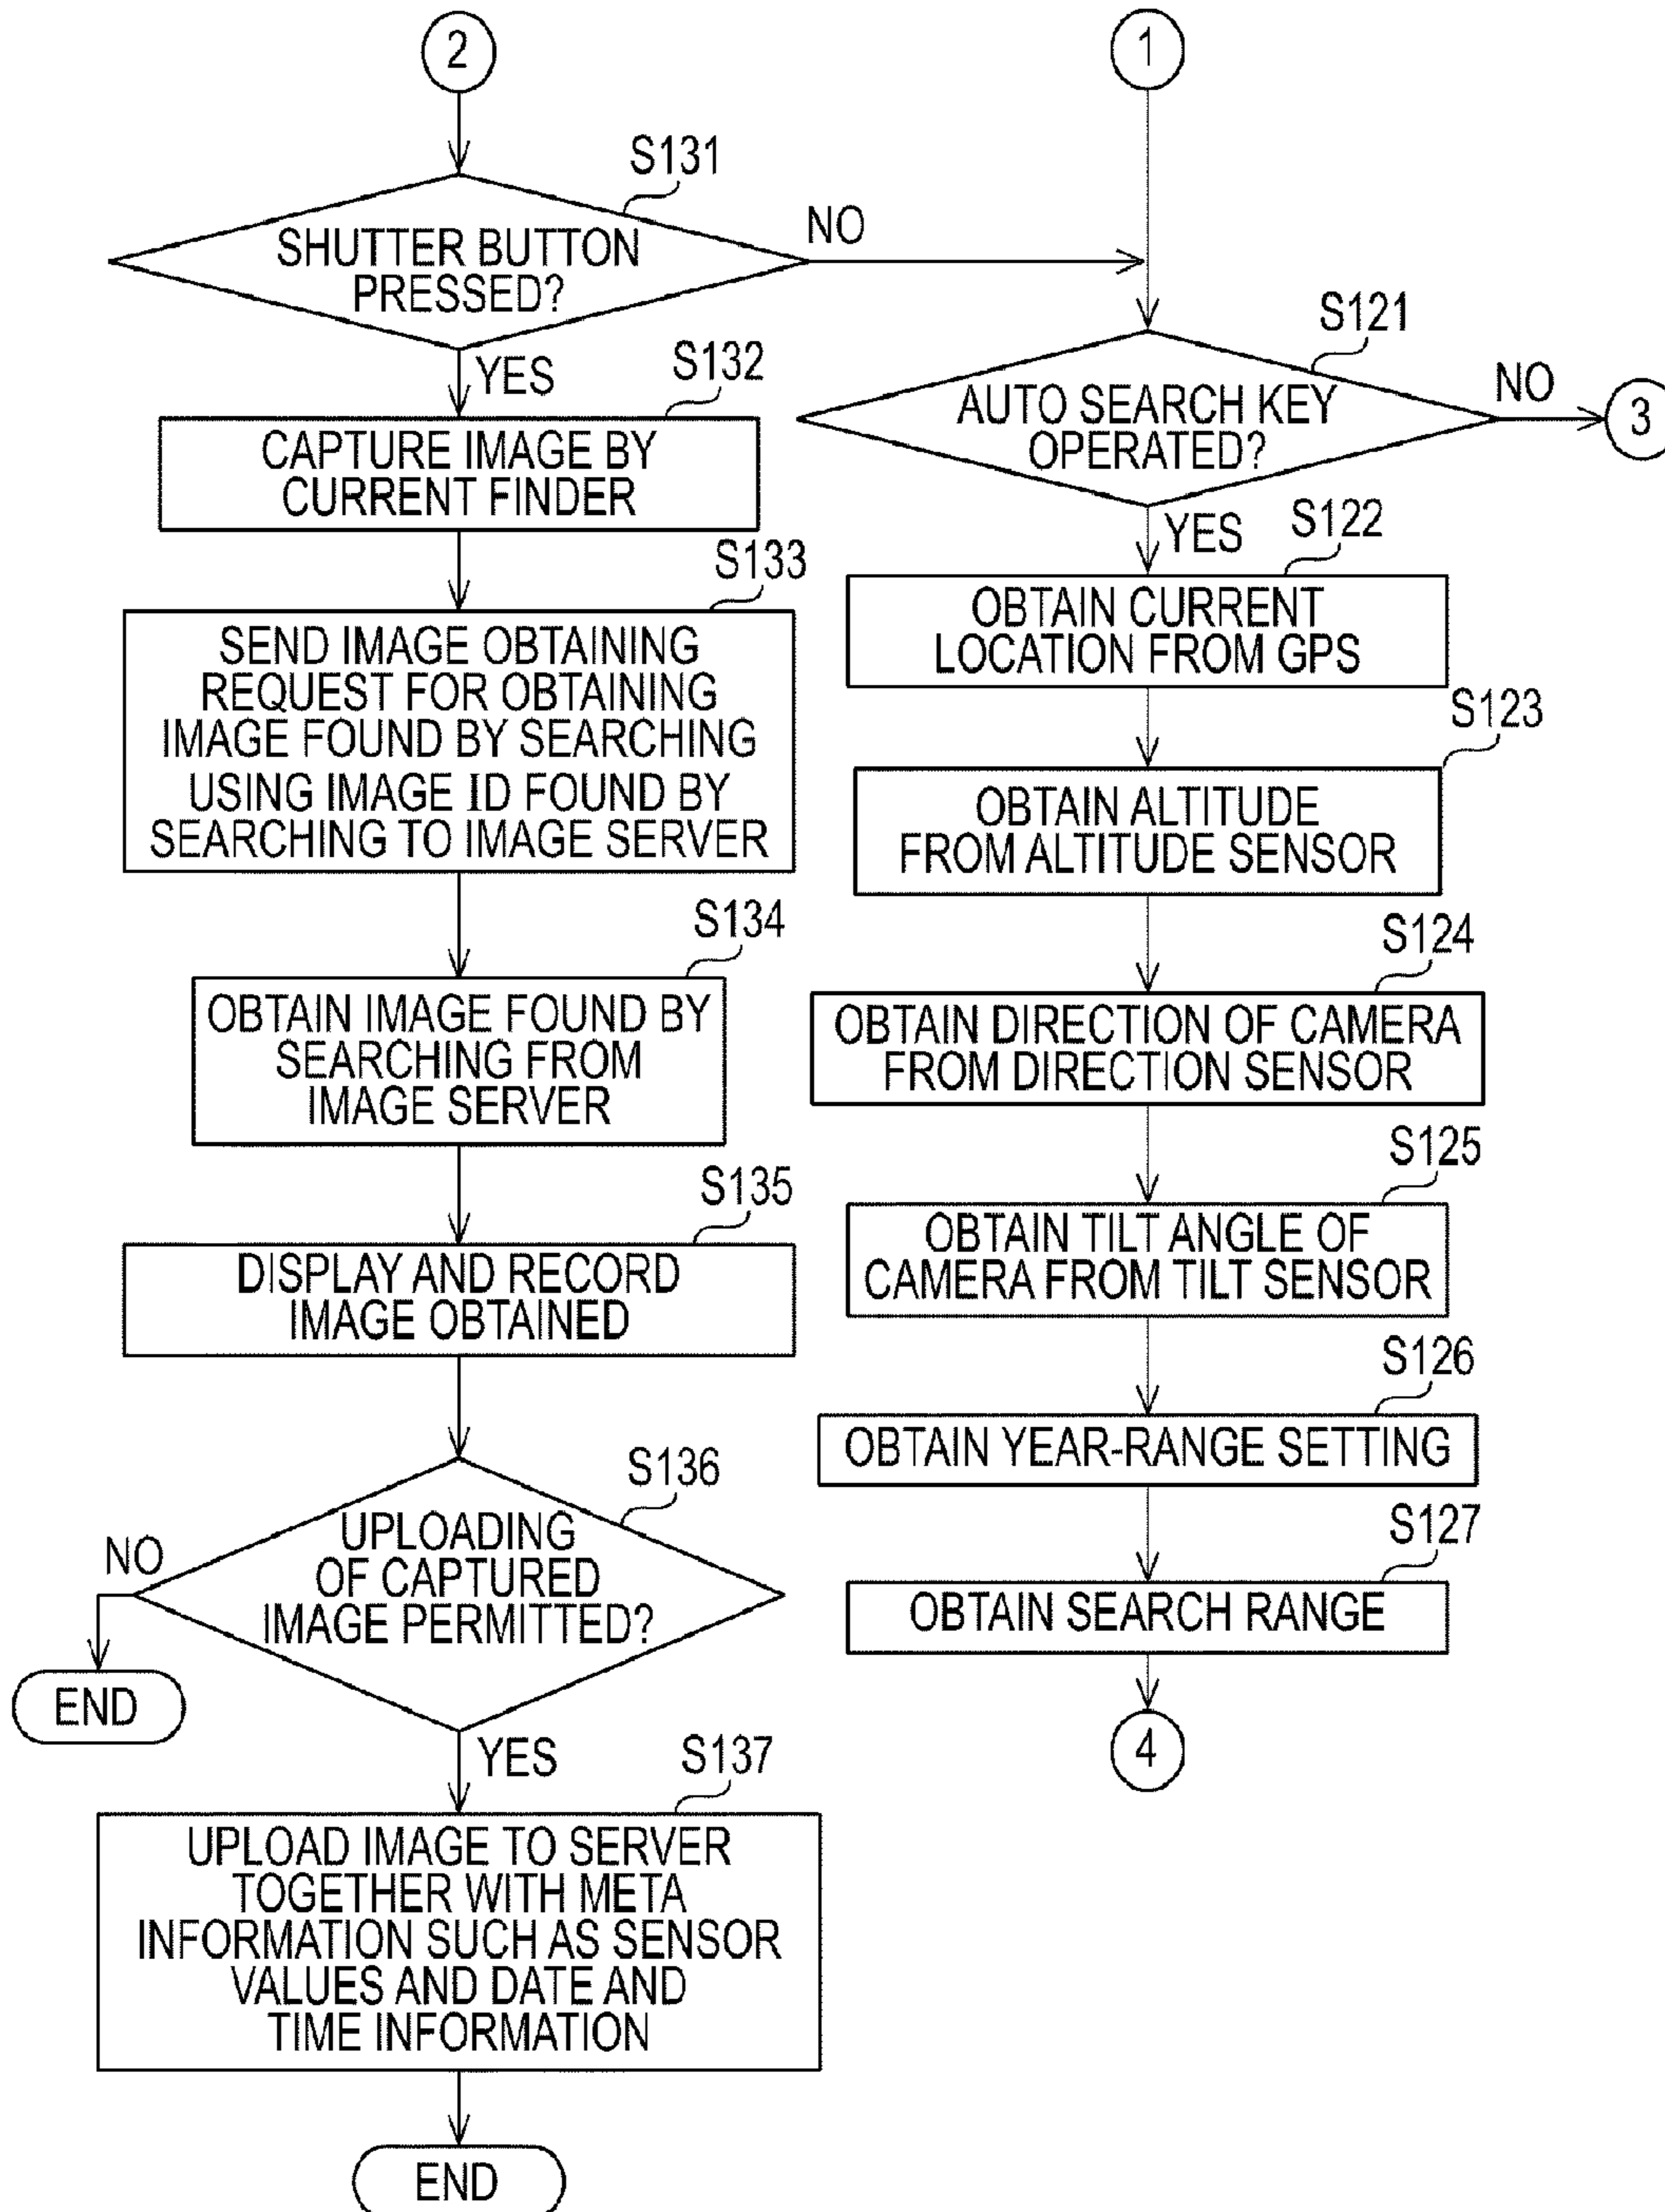 2
S131
SHUTTER BUTTON
PRESSED?
NO
YES
S132
CAPTURE IMAGE BY
CURRENT FINDER
S133
SEND IMAGE OBTAINING
REQUEST FOR OBTAINING
IMAGE FOUND BY SEARCHING
USING IMAGE ID FOUND BY
SEARCHING TO IMAGE SERVER
S134
OBTAIN IMAGE FOUND BY
SEARCHING FROM
IMAGE SERVER
S135
DISPLAY AND RECORD
IMAGE OBTAINED
S136
UPLOADING
OF CAPTURED
IMAGE PERMITTED?
NO
END
YES
S137
UPLOAD IMAGE TO SERVER
TOGETHER WITH META
INFORMATION SUCH AS SENSOR
VALUES AND DATE AND
TIME INFORMATION
END
1
S121
AUTO SEARCH KEY
OPERATED?
NO
3
YES
S122
OBTAIN CURRENT
LOCATION FROM GPS
S123
OBTAIN ALTITUDE
FROM ALTITUDE SENSOR
S124
OBTAIN DIRECTION OF CAMERA
FROM DIRECTION SENSOR
S125
OBTAIN TILT ANGLE OF
CAMERA FROM TILT SENSOR
S126
OBTAIN YEAR-RANGE SETTING
S127
OBTAIN SEARCH RANGE
4